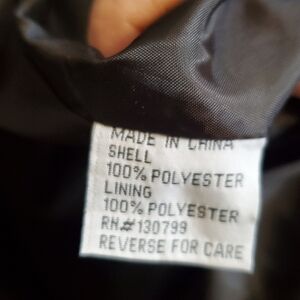 MADE IN CHINA
SHELL
100% POLYESTER
LINING
100% POLYESTER
RN#130799
REVERSE FOR CARE